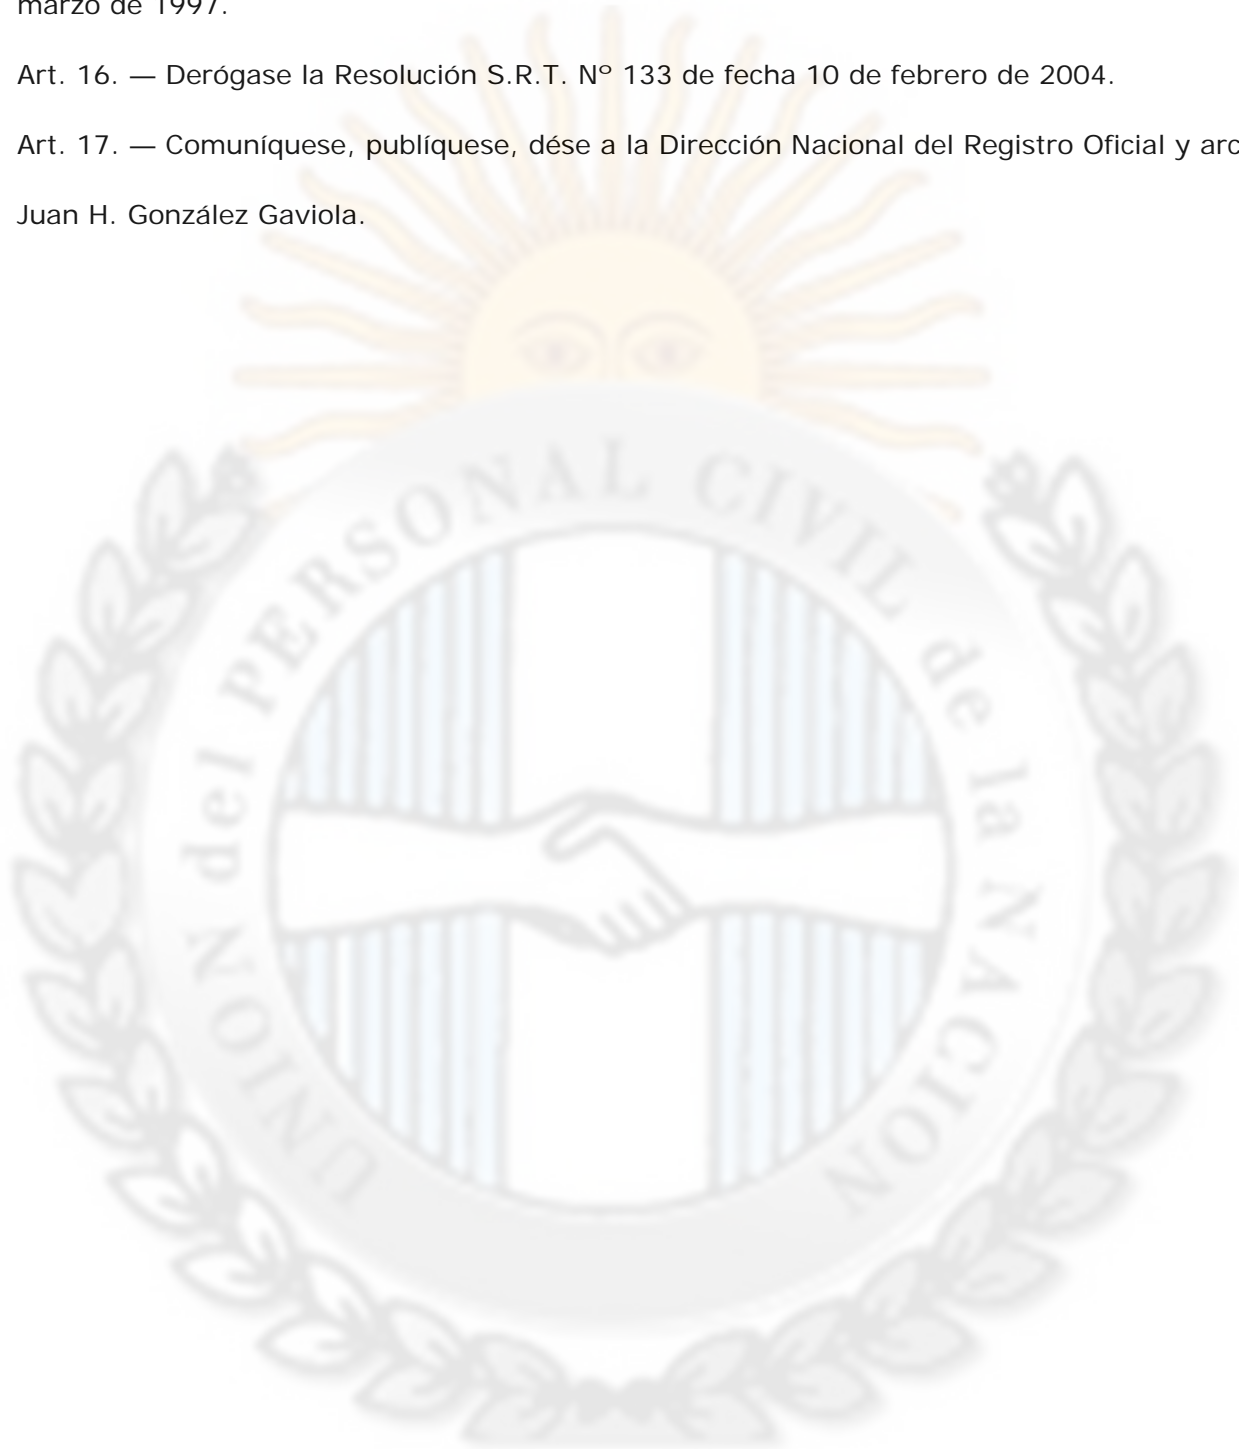 marzo de 1997.
Art. 16. — Derógase la Resolución S.R.T. Nº 133 de fecha 10 de febrero de 2004.
Art. 17. — Comuníquese, publíquese, dése a la Dirección Nacional del Registro Oficial y arc
Juan H. González Gaviola.
UNION del PERSONAL CIVIL de la NACION